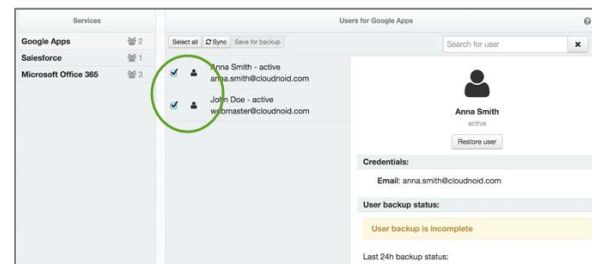 Services
Google Apps 2
Salesforce 1
Microsoft Office 365 3
Users for Google Apps
Select all Sync Save for backup
Search for user
Anna Smith - active
anna.smith@cloudnoid.com
John Doe - active
webmaster@cloudnoid.com
Anna Smith
active
Restore user
Credentials:
Email: anna.smith@cloudnoid.com
User backup status:
User backup is incomplete
Last 24h backup status: